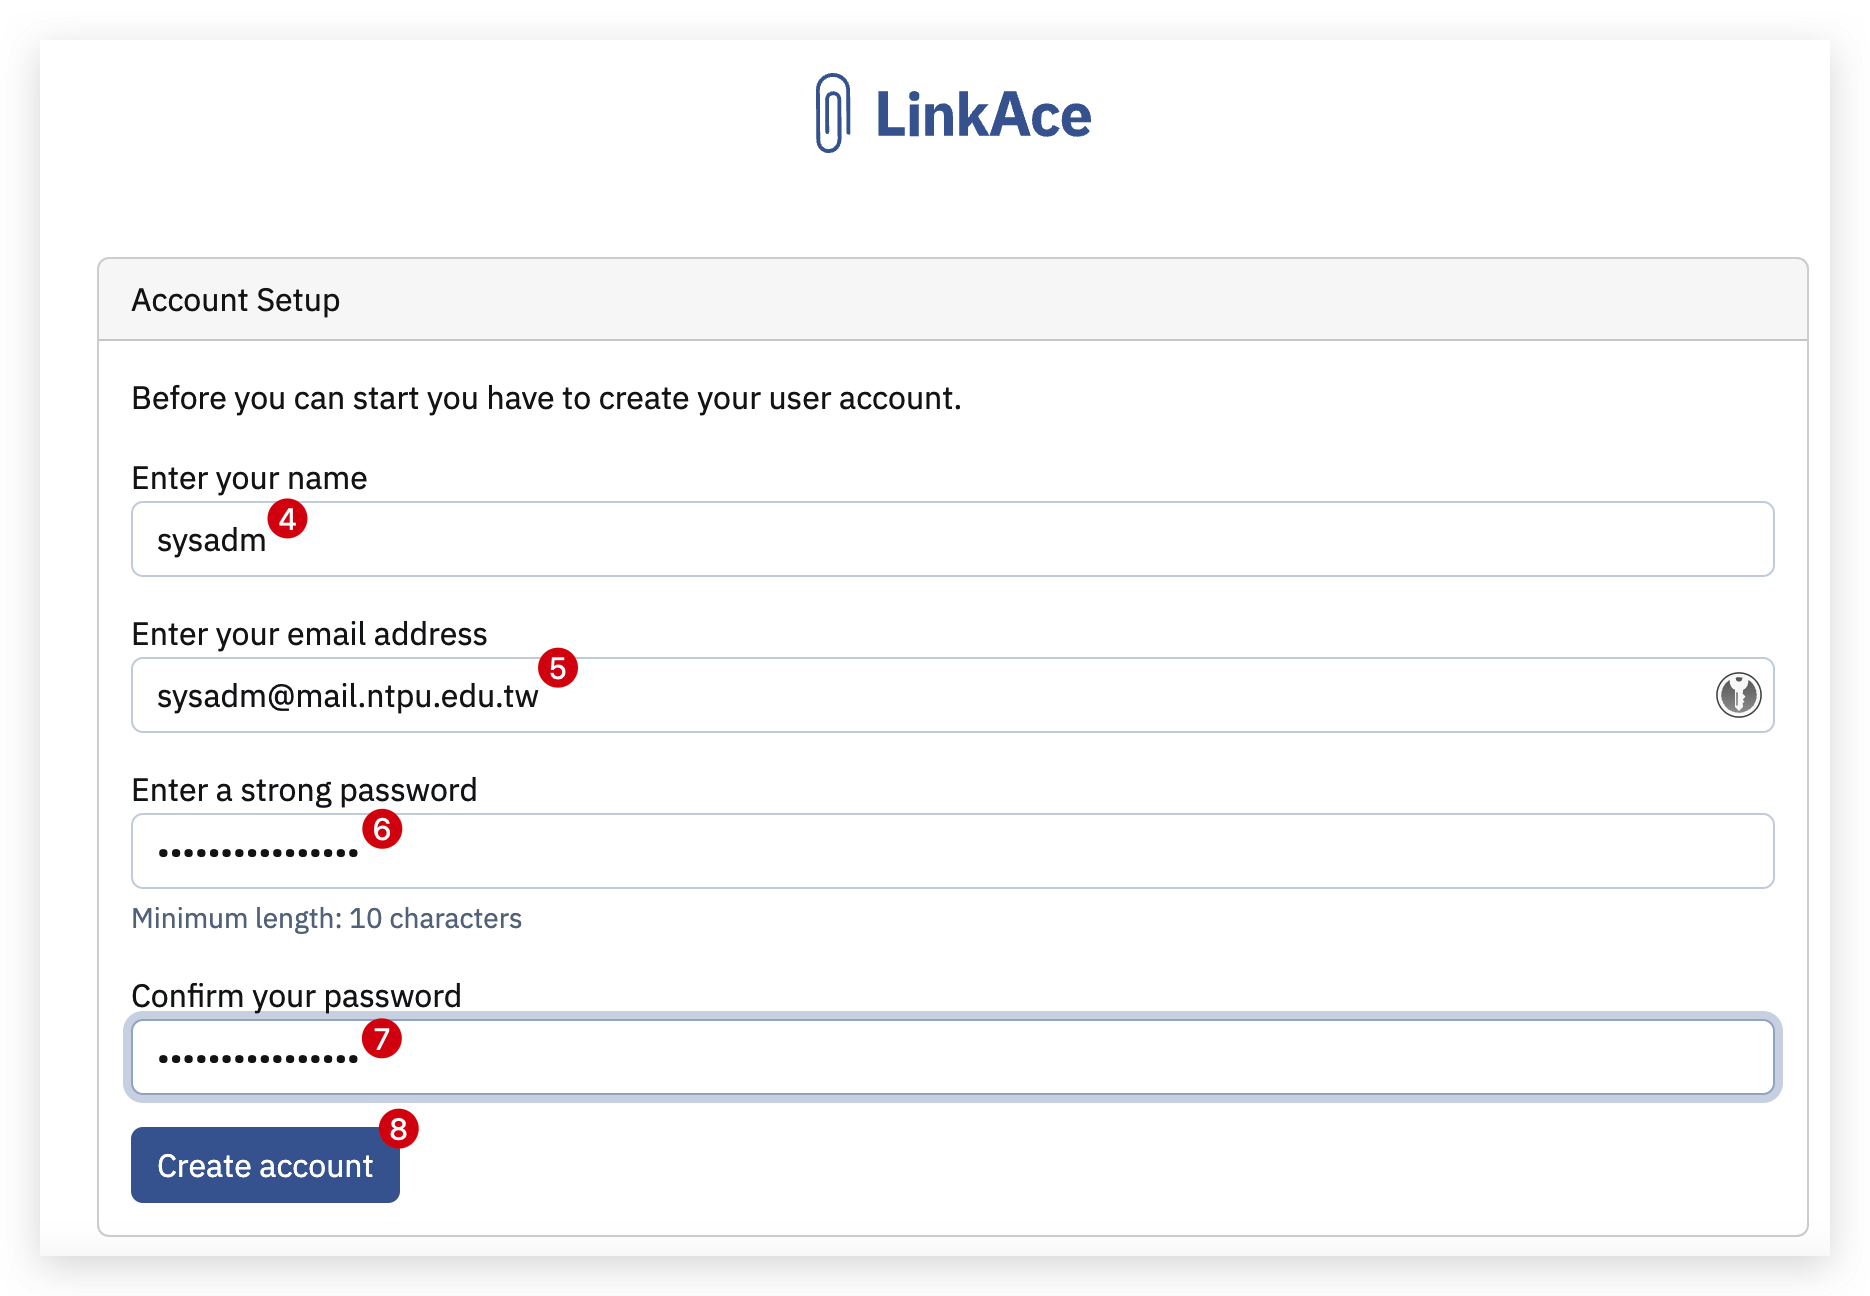 LinkAce
Account Setup
Before you can start you have to create your user account.
Enter your name
sysadm 4
Enter your email address
sysadm@mail.ntpu.edu.tw 5
Enter a strong password
•••••••••••••••• 6
Minimum length: 10 characters
Confirm your password
•••••••••••••••• 7
Create account 8